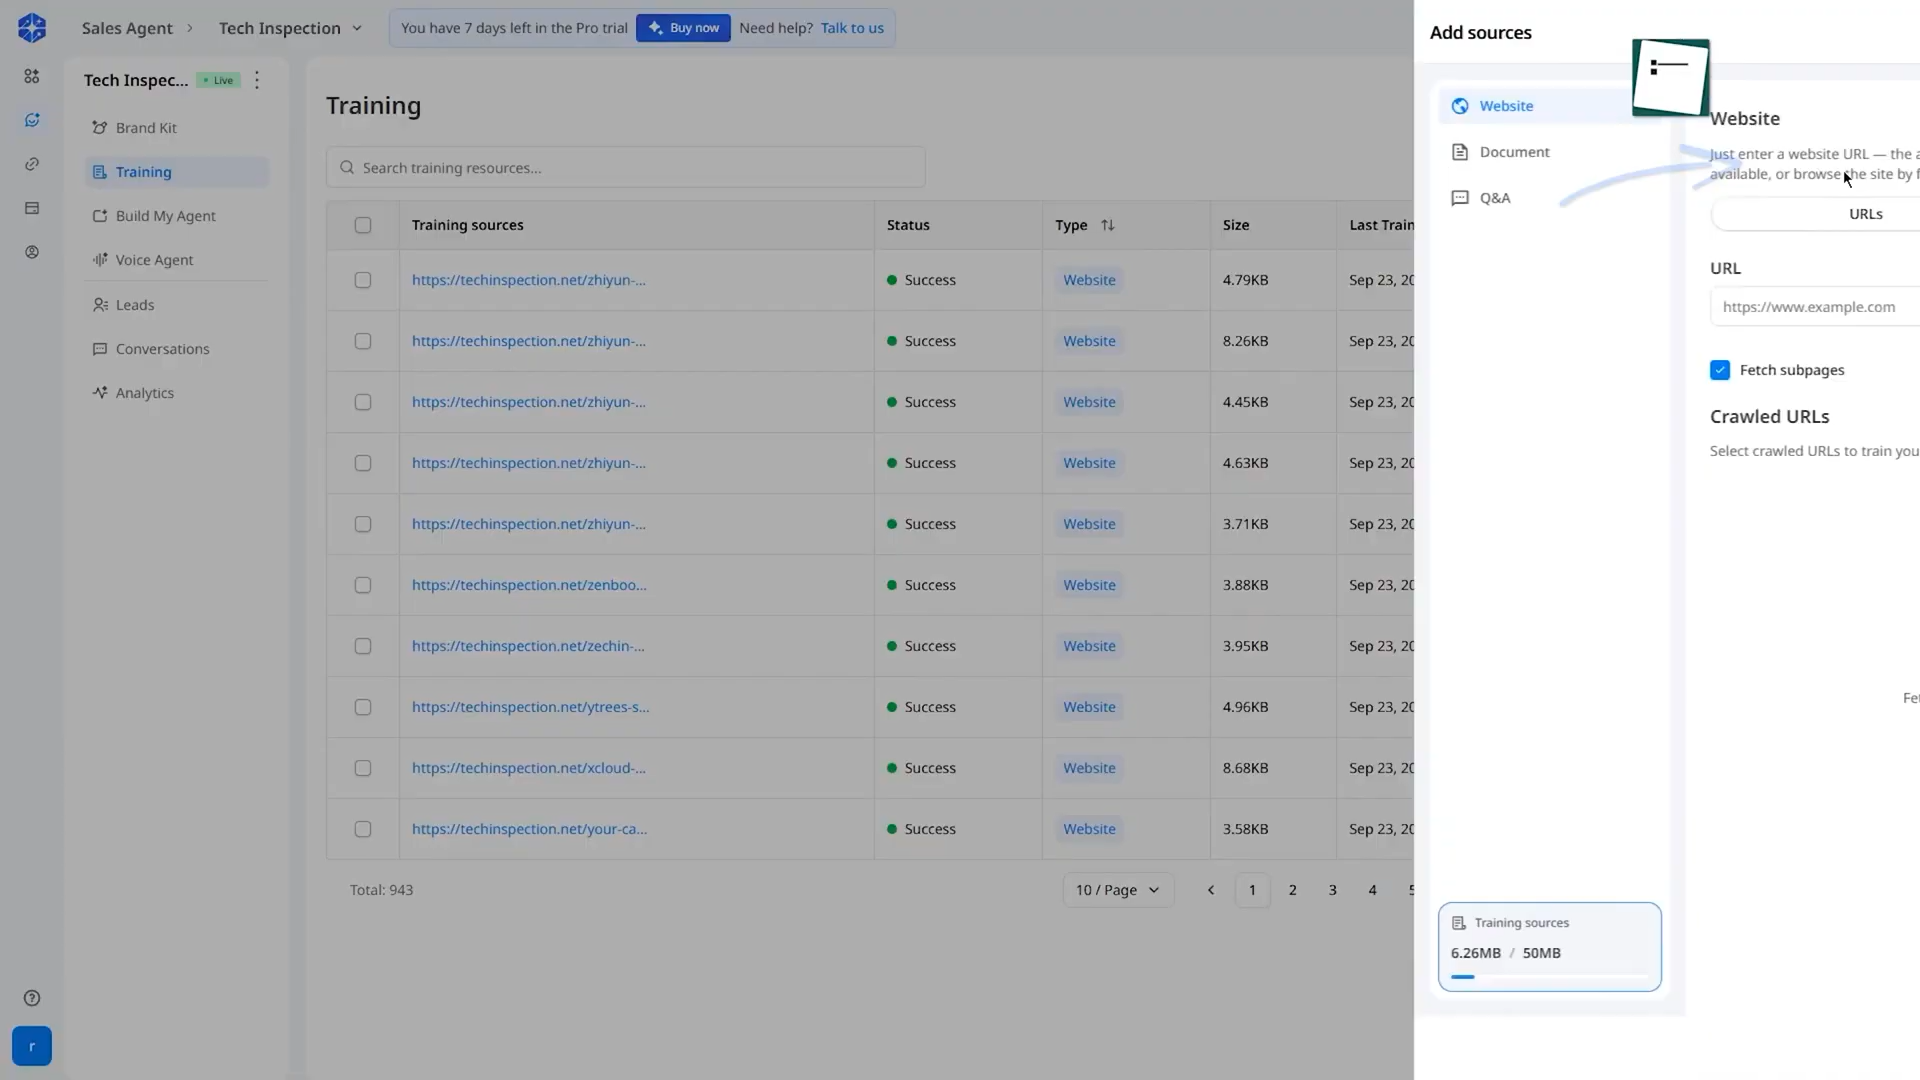 Sales Agent
Tech Inspection
You have 7 days left in the Pro trial
Buy now
Need help? Talk to us
Tech Inspec...
Live
Brand Kit
Training
Build My Agent
Voice Agent
Leads
Conversations
Analytics
r
Training
Search training resources...
Training sources Status Type Size Last Train
https://techinspection.net/zhiyun-... Success Website 4.79KB Sep 23, 20
https://techinspection.net/zhiyun-... Success Website 8.26KB Sep 23, 20
https://techinspection.net/zhiyun-... Success Website 4.45KB Sep 23, 20
https://techinspection.net/zhiyun-... Success Website 4.63KB Sep 23, 20
https://techinspection.net/zhiyun-... Success Website 3.71KB Sep 23, 20
https://techinspection.net/zenboo... Success Website 3.88KB Sep 23, 20
https://techinspection.net/zechin-... Success Website 3.95KB Sep 23, 20
https://techinspection.net/ytrees-s... Success Website 4.96KB Sep 23, 20
https://techinspection.net/xcloud-... Success Website 8.68KB Sep 23, 20
https://techinspection.net/your-ca... Success Website 3.58KB Sep 23, 20
Total: 943
10 / Page
1 2 3 4 5
Add sources
Website
Document
Q&A
Training sources
6.26MB / 50MB
Website
Just enter a website URL — the a
available, or browse the site by f
URLs
URL
https://www.example.com
Fetch subpages
Crawled URLs
Select crawled URLs to train you
Fet